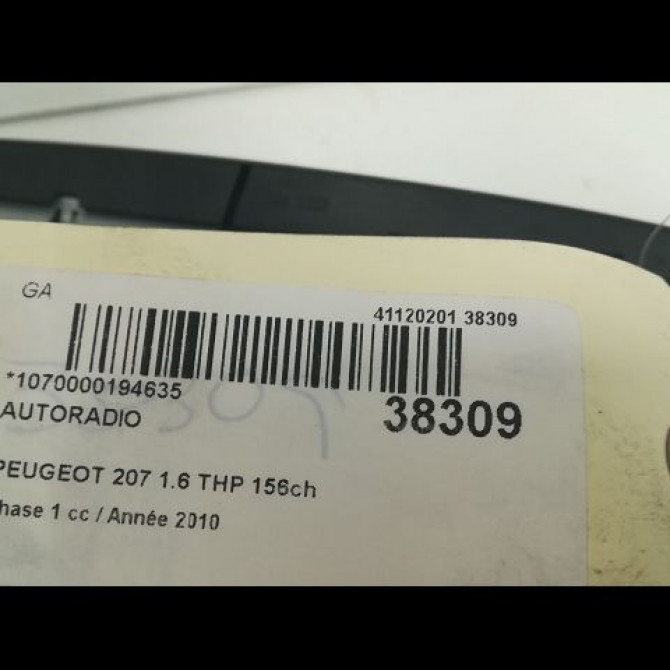 GA
41120201 38309
*1070000194635
38309
AUTORADIO
PEUGEOT 207 1.6 THP 156ch
hase 1 cc / Année 2010